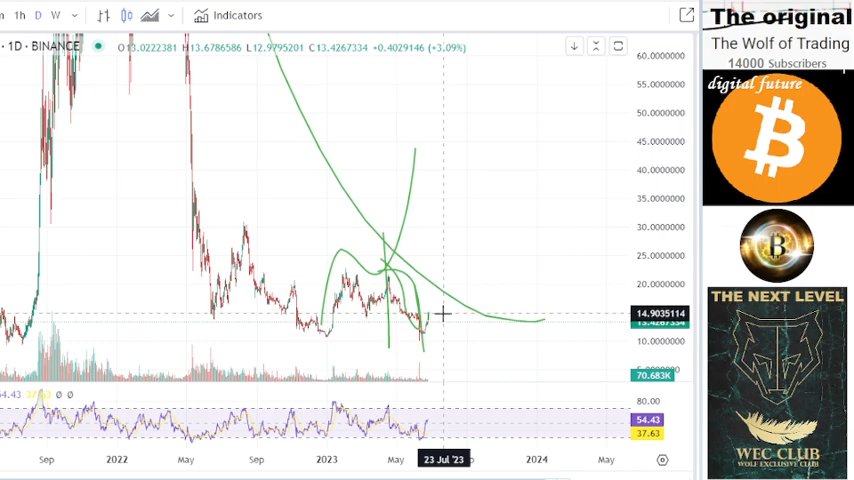 m 1h D W Indicators
· 1D · BINANCE O13.0222381 H13.6786586 L12.9795201 C13.4267334 +0.4029146 (+3.09%)
60.0000000
55.0000000
50.0000000
45.0000000
40.0000000
35.0000000
30.0000000
25.0000000
20.0000000
14.9035114
13.4267334
10.0000000
70.683K
54.43 37.63 Ø Ø
80.00
54.43
37.63
Sep 2022 May Sep 2023 May 23 Jul '23 2024 May
The original
The Wolf of Trading
14000 Subscribers
digital future
THE NEXT LEVEL
WEC CLUB
WOLF EXCLUSIVE CLUB